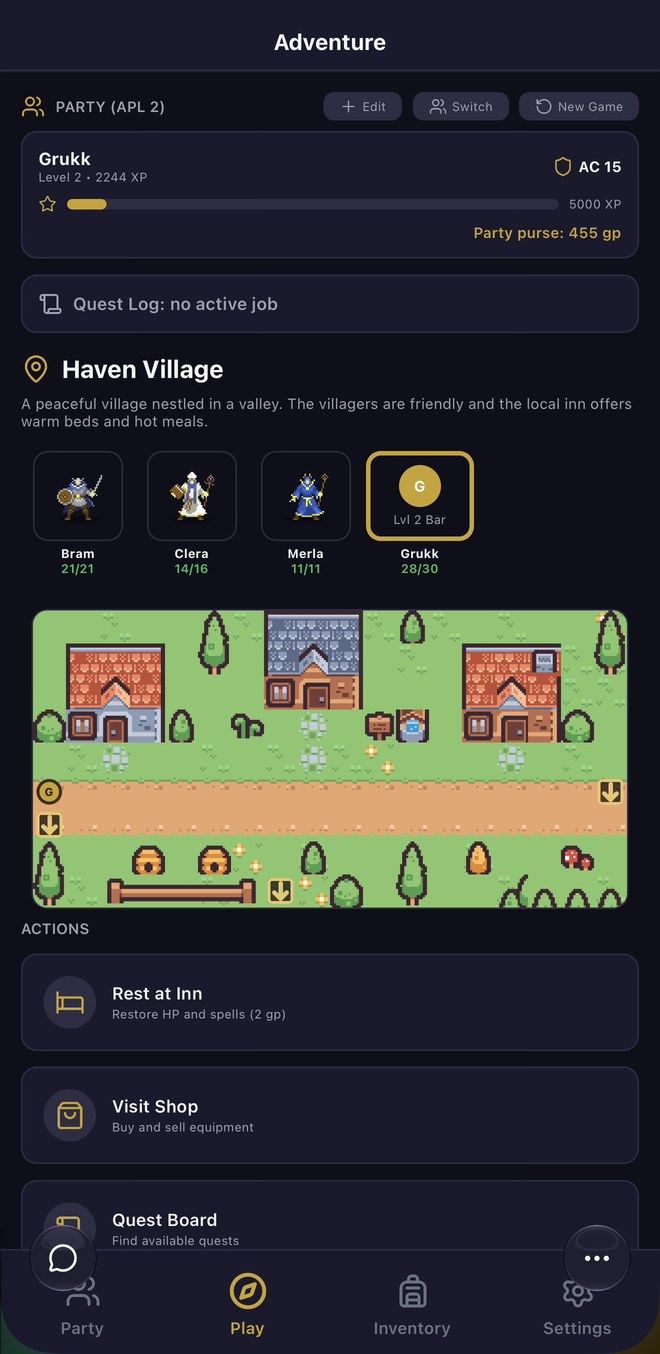 Adventure
PARTY (APL 2)
Edit
Switch
New Game
Grukk
AC 15
Level 2 • 2244 XP
5000 XP
Party purse: 455 gp
Quest Log: no active job
Haven Village
A peaceful village nestled in a valley. The villagers are friendly and the local inn offers
warm beds and hot meals.
G
Lvl 2 Bar
Bram
Clera
Merla
Grukk
21/21
14/16
11/11
28/30
G
ACTIONS
Rest at Inn
Restore HP and spells (2 gp)
Visit Shop
Buy and sell equipment
Quest Board
Find available quests
Party
Play
Inventory
Settings